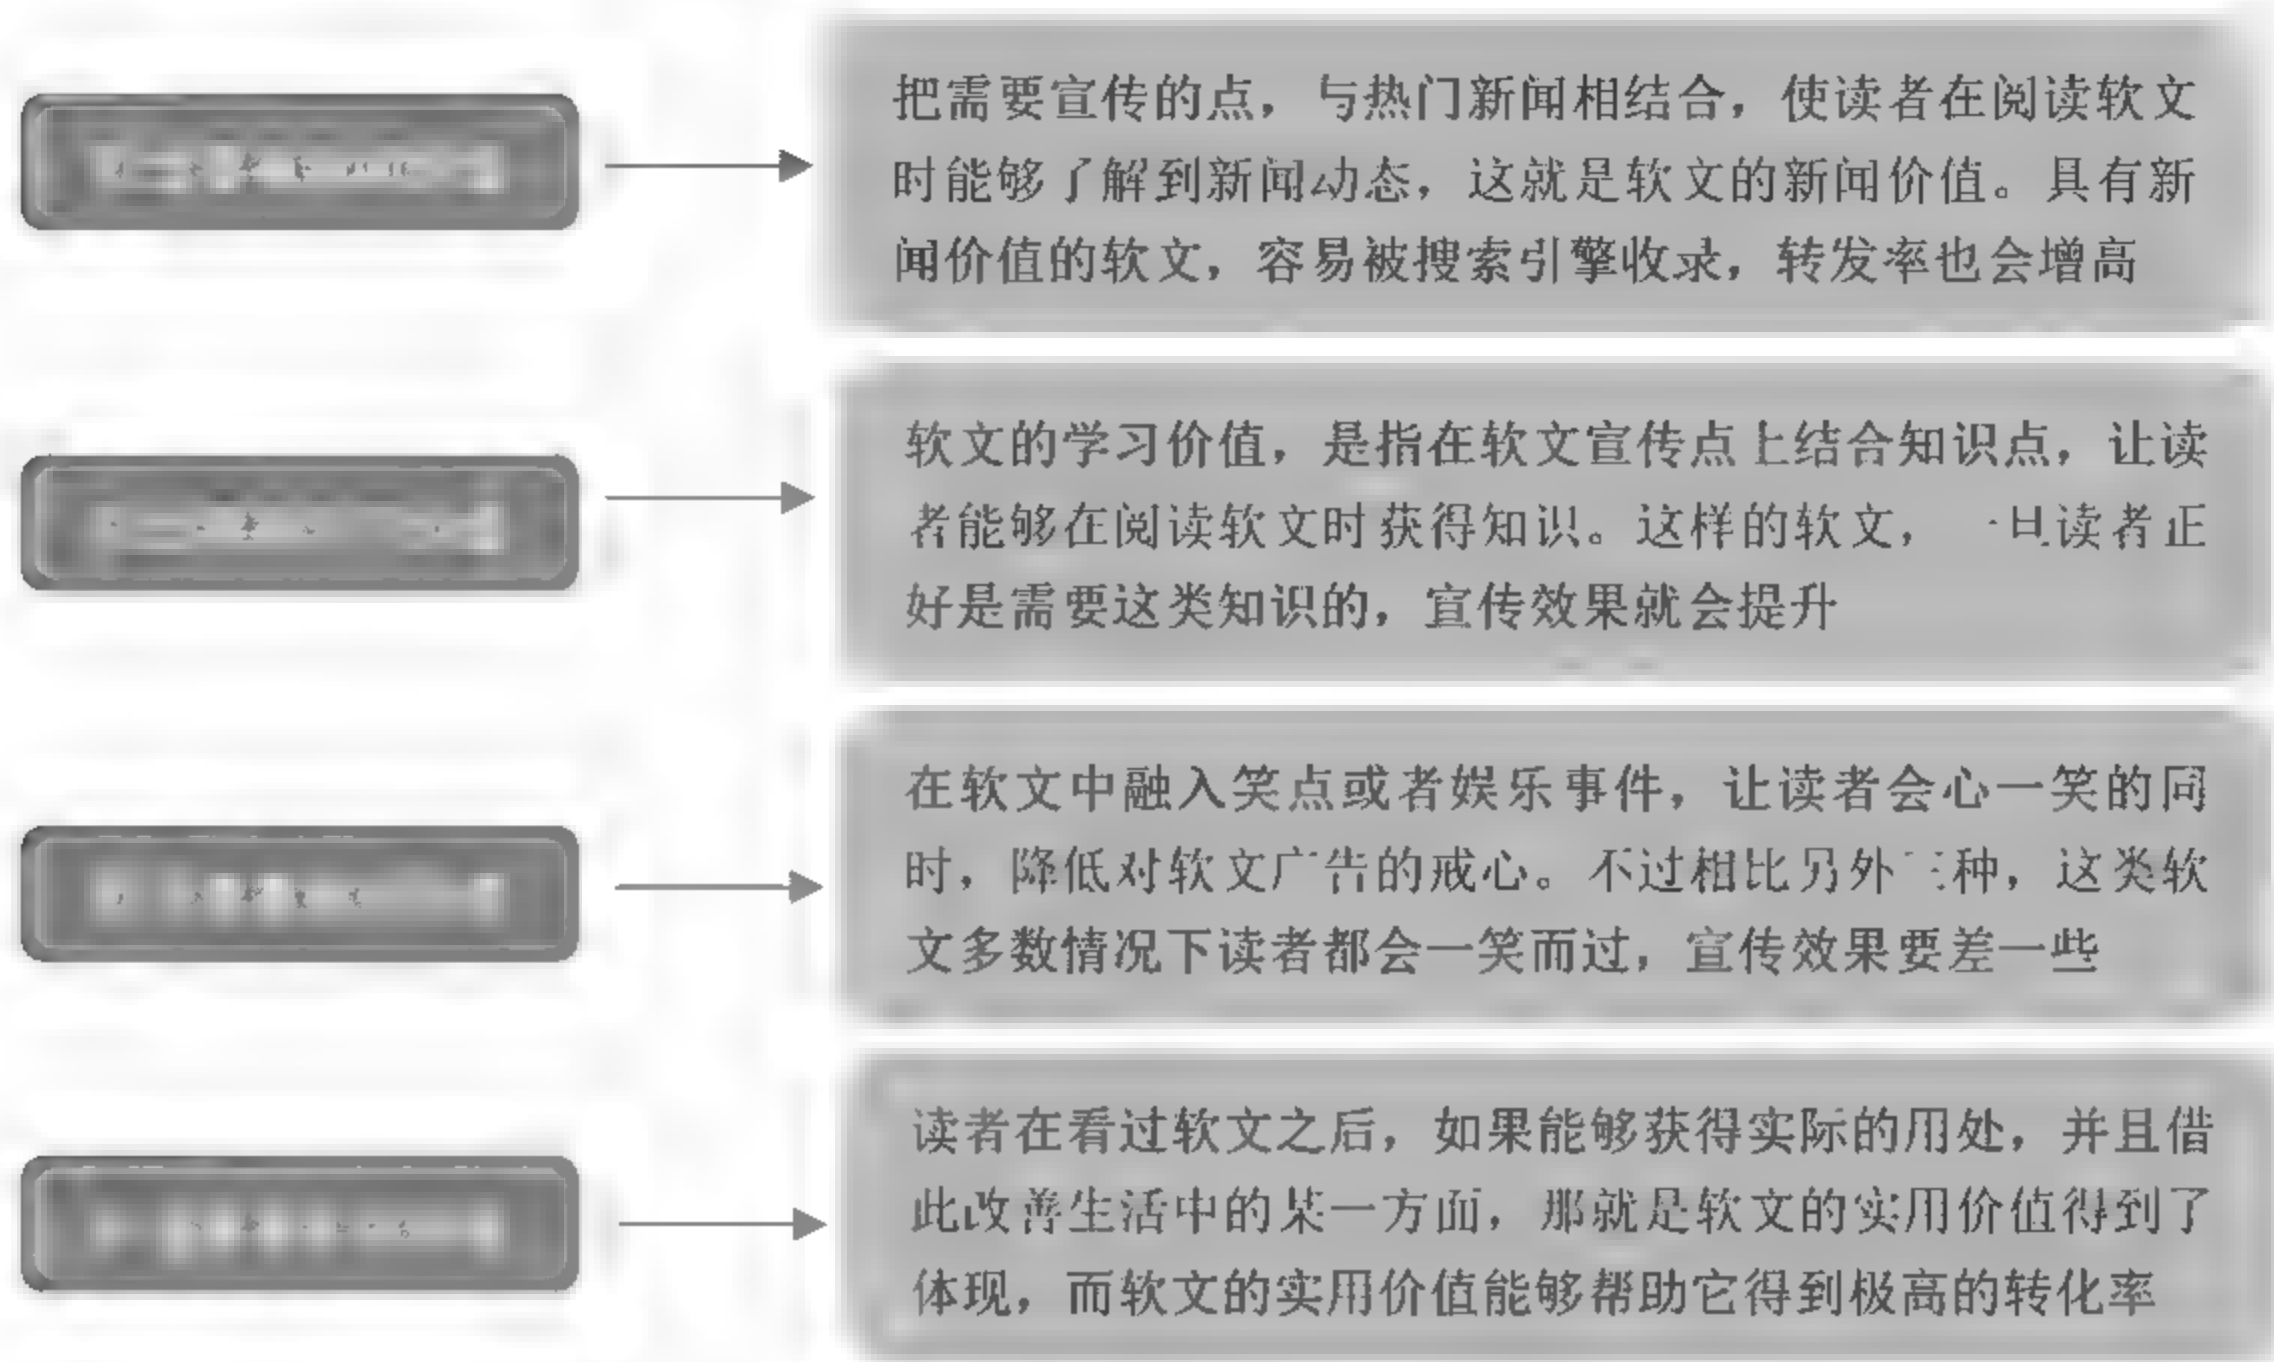 把需要宣传的点，与热门新闻相结合，使读者在阅读软文
时能够了解到新闻动态，这就是软文的新闻价值。具有新
闻价值的软文，容易被搜索引擎收录，转发率也会增高
软文的学习价值，是指在软文宣传点上结合知识点，让读
者能够在阅读软文时获得知识。这样的软文，一旦读者正
好是需要这类知识的，宣传效果就会提升
在软文中融入笑点或者娱乐事件，让读者会心一笑的同
时，降低对软文广告的戒心。不过相比另外三种，这类软
文多数情况下读者都会一笑而过，宣传效果要差一些
读者在看过软文之后，如果能够获得实际的用处，并且借
此改善生活中的某一方面，那就是软文的实用价值得到了
体现，而软文的实用价值能够帮助它得到极高的转化率